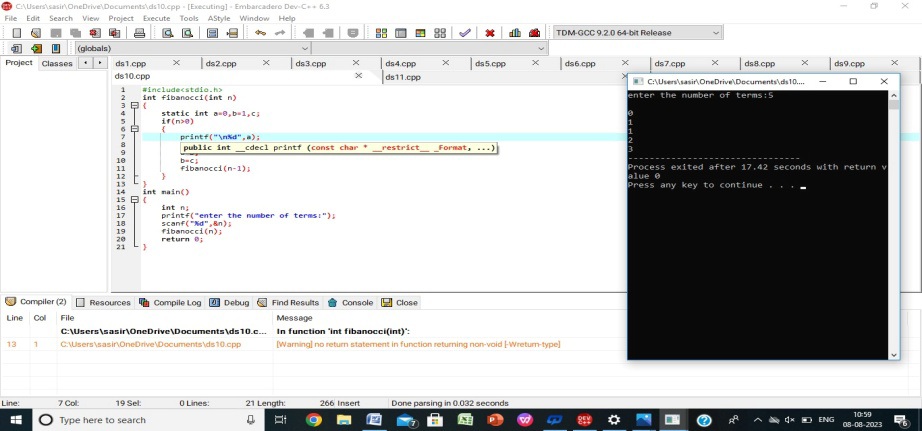 C:\Users\sasir\OneDrive\Documents\ds10.cpp - [Executing] - Embarcadero Dev-C++ 6.3
File Edit Search View Project Execute Tools AStyle Window Help
TDM-GCC 9.2.0 64-bit Release
(globals)
Project Classes
ds1.cpp ds2.cpp ds3.cpp ds4.cpp ds5.cpp ds6.cpp ds7.cpp ds8.cpp ds9.cpp
ds10.cpp ds11.cpp
1 #include<stdio.h>
2 int fibanocci(int n)
3 {
4 static int a=0,b=1,c;
5 if(n>0)
6 {
7 printf("\n%d",a);
8 public int __cdecl printf (const char * __restrict__ _Format, ...)
9
10 b=c;
11 fibanocci(n-1);
12 }
13 }
14 int main()
15 {
16 int n;
17 printf("enter the number of terms:");
18 scanf("%d",&n);
19 fibanocci(n);
20 return 0;
21 }
C:\Users\sasir\OneDrive\Documents\ds10....
enter the number of terms:5
0
1
1
2
3
--------------------------------
Process exited after 17.42 seconds with return v
alue 0
Press any key to continue . . .
Compiler (2) Resources Compile Log Debug Find Results Console Close
Line Col File Message
C:\Users\sasir\OneDrive\Documents\ds10.c... In function 'int fibanocci(int)':
13 1 C:\Users\sasir\OneDrive\Documents\ds10.cpp [Warning] no return statement in function returning non-void [-Wreturn-type]
Line: 7 Col: 19 Sel: 0 Lines: 21 Length: 266 Insert Done parsing in 0.032 seconds
Type here to search
ENG
10:59
08-08-2023